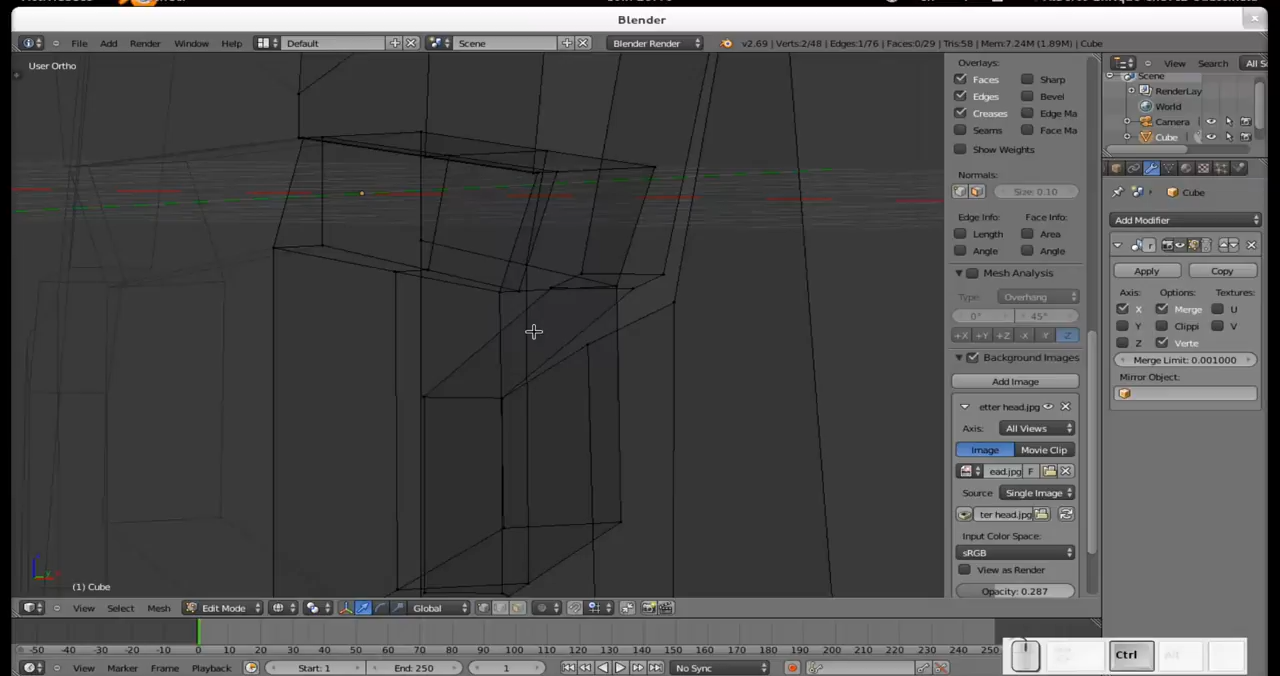 Blender
File Add Render Window Help Default Scene Blender Render v2.69 | Verts:2/48 | Edges:1/76 | Faces:0/29 | Tris:58 | Mem:7.24M (1.89M) | Cube
User Ortho
Overlays:
Faces Sharp
Edges Bevel
Creases Edge Ma
Seams Face Ma
Show Weights
Normals:
Size: 0.10
Edge Info: Face Info:
Length Area
Angle Angle
Mesh Analysis
Type: Overhang
0° 45°
+X +Y +Z -X -Y -Z
Background Images
Add Image
etter head.jpg
Axis: All Views
Image Movie Clip
ead.jpg F
Source Single Image
ter head.jpg
Input Color Space:
sRGB
View as Render
Opacity: 0.287
View Search All S
Scene
RenderLay
World
Camera
Cube
Cube
Add Modifier
Apply Copy
Axis: Options: Textures:
X Merge U
Y Clippi V
Z Verte
Merge Limit: 0.001000
Mirror Object:
(1) Cube
View Select Mesh Edit Mode Global
-50 -40 -30 -20 -10 0 10 20 30 40 50 60 70 80 90 100 110 120 130 140 150 160 170 180 190 200 210 220 230 240 250
View Marker Frame Playback Start: 1 End: 250 1 No Sync
Ctrl Alt